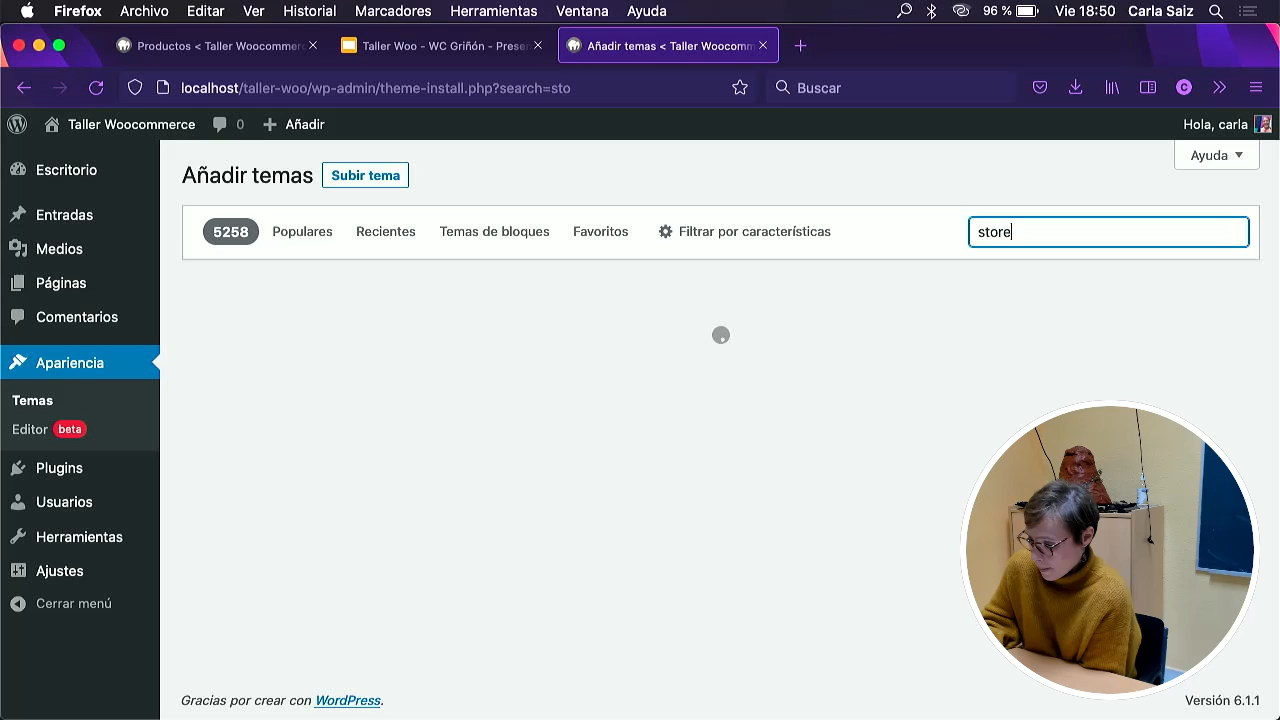 Firefox Archivo Editar Ver Historial Marcadores Herramientas Ventana Ayuda 96 % Vie 18:50 Carla Saiz
Productos < Taller Woocommerc Taller Woo - WC Griñón - Prese Añadir temas < Taller Woocomm
localhost/taller-woo/wp-admin/theme-install.php?search=sto Buscar C
Taller Woocommerce 0 Añadir Hola, carla
Ayuda
Escritorio
Entradas
Medios
Páginas
Comentarios
Apariencia
Temas
Editor beta
Plugins
Usuarios
Herramientas
Ajustes
Cerrar menú
Añadir temas Subir tema
5258 Populares Recientes Temas de bloques Favoritos Filtrar por características store
Gracias por crear con WordPress. Versión 6.1.1